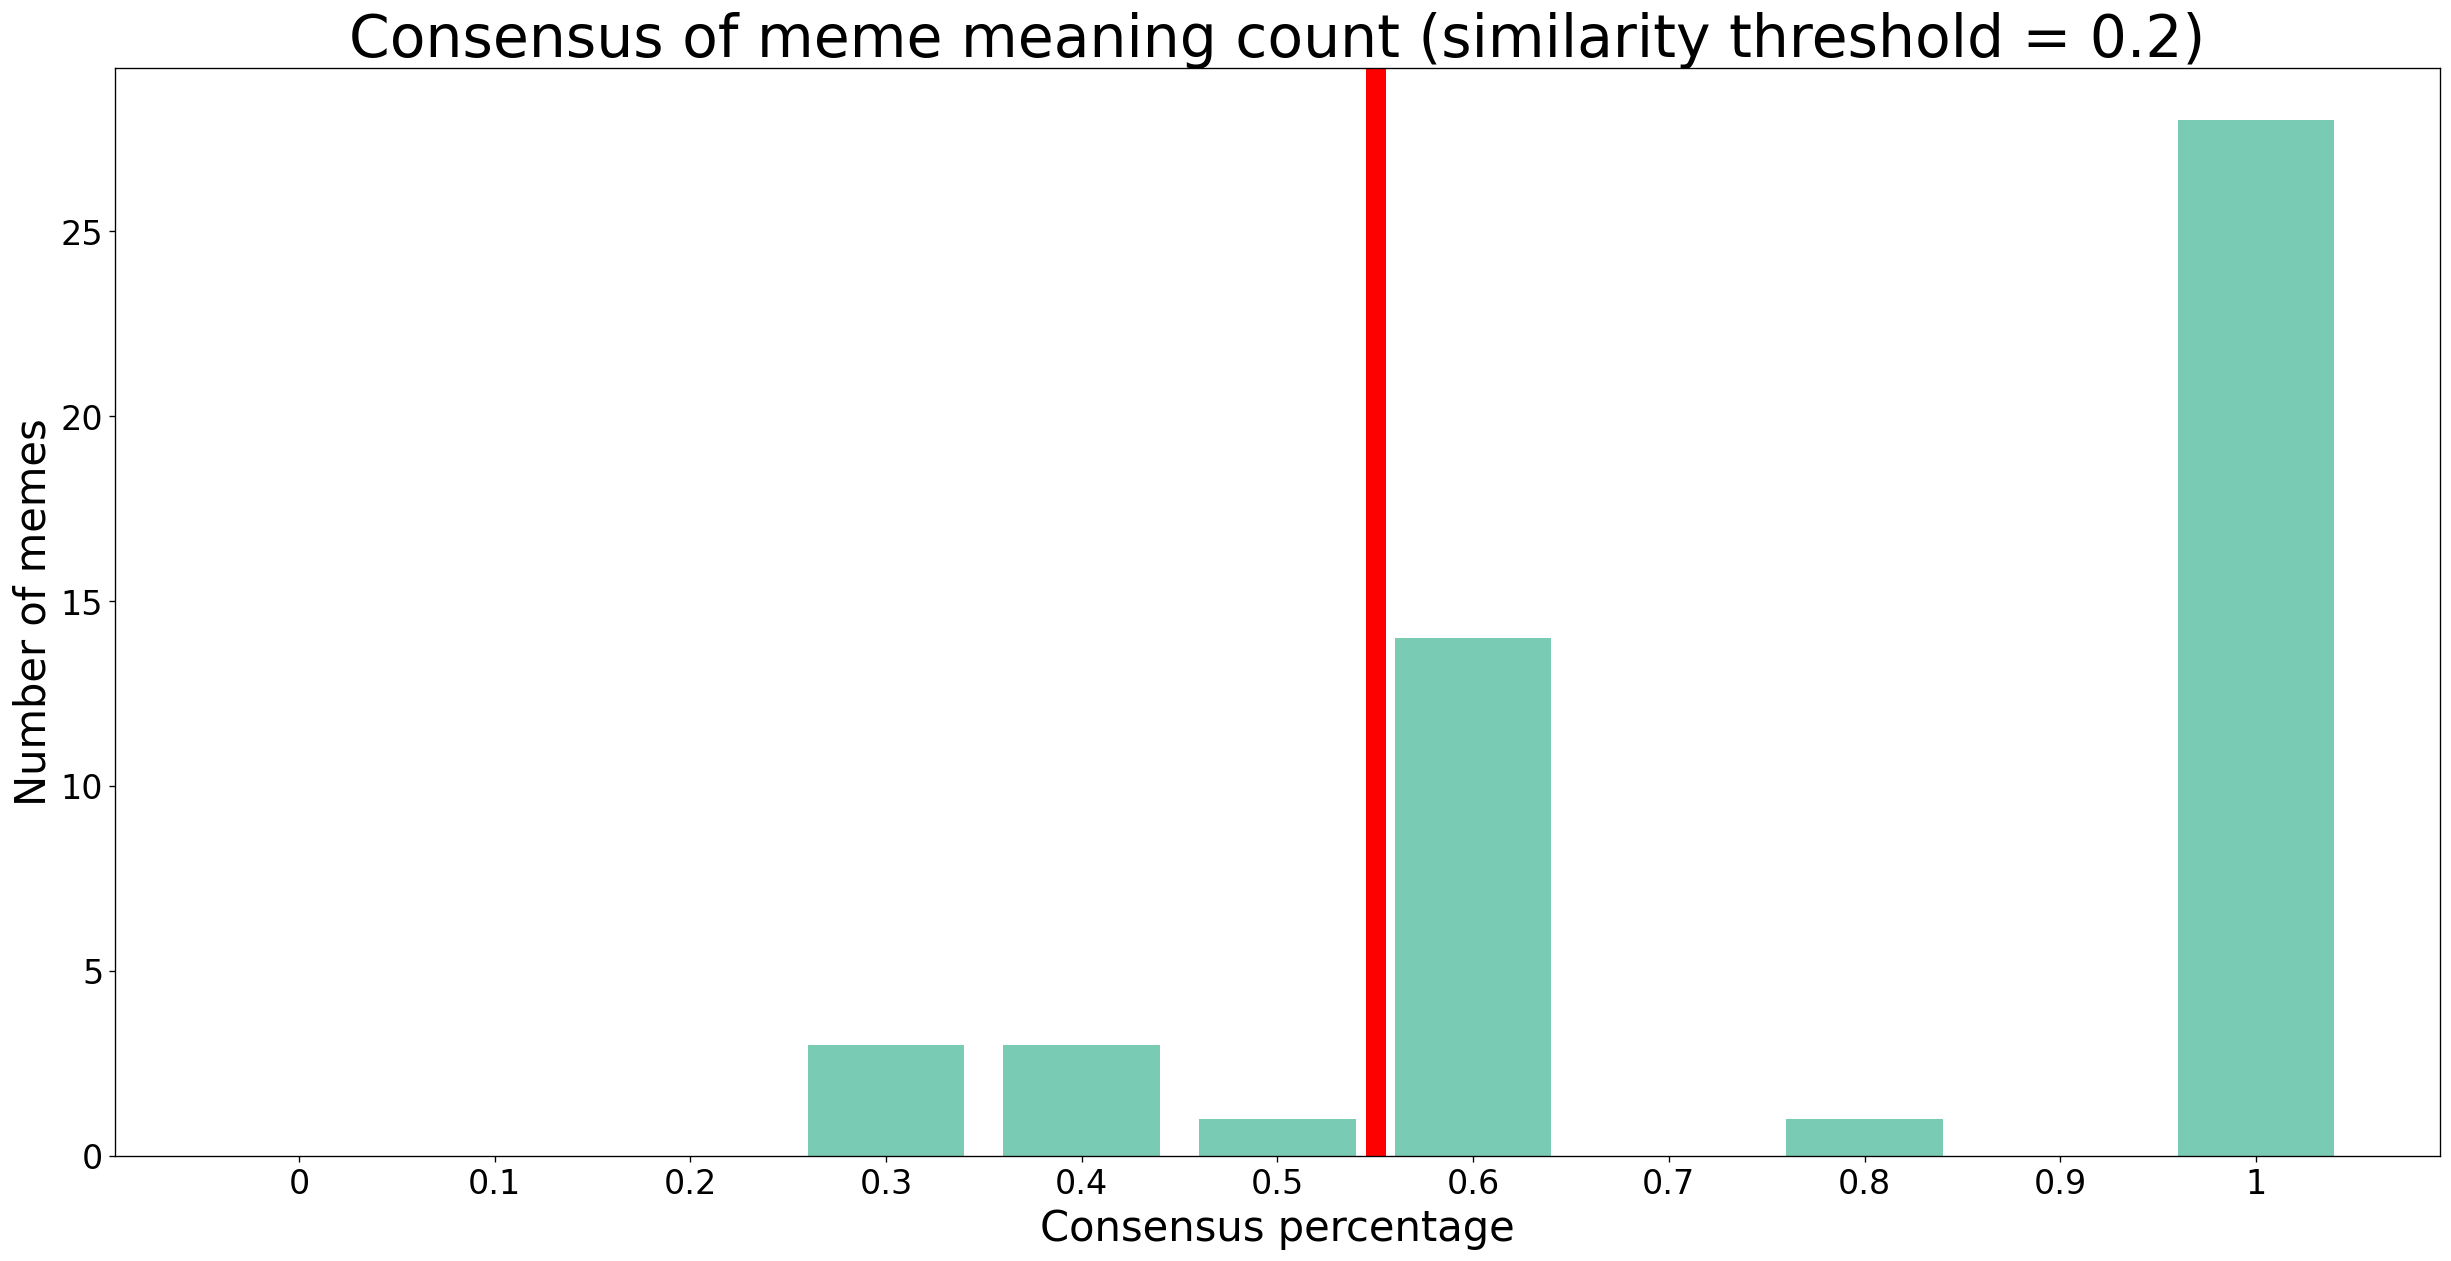 Consensus of meme meaning count (similarity threshold = 0.2)
Number of memes
25
20
15
10
5
0
0 0.1 0.2 0.3 0.4 0.5 0.6 0.7 0.8 0.9 1
Consensus percentage